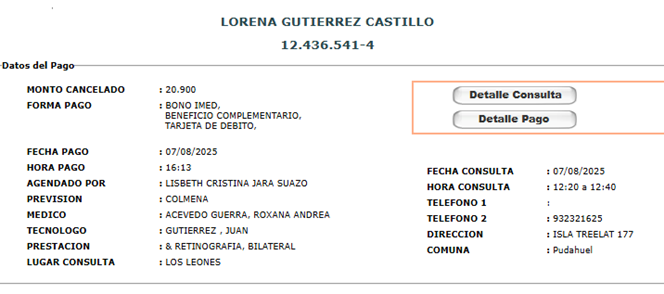 LORENA GUTIERREZ CASTILLO
12.436.541-4
Datos del Pago
MONTO CANCELADO : 20.900
FORMA PAGO : BONO IMED,
BENEFICIO COMPLEMENTARIO,
TARJETA DE DEBITO,
Detalle Consulta
Detalle Pago
FECHA PAGO : 07/08/2025
HORA PAGO : 16:13
AGENDADO POR : LISBETH CRISTINA JARA SUAZO
PREVISION : COLMENA
MEDICO : ACEVEDO GUERRA, ROXANA ANDREA
TECNOLOGO : GUTIERREZ , JUAN
PRESTACION : & RETINOGRAFIA, BILATERAL
LUGAR CONSULTA : LOS LEONES
FECHA CONSULTA : 07/08/2025
HORA CONSULTA : 12:20 a 12:40
TELEFONO 1 :
TELEFONO 2 : 932321625
DIRECCION : ISLA TREELAT 177
COMUNA : Pudahuel